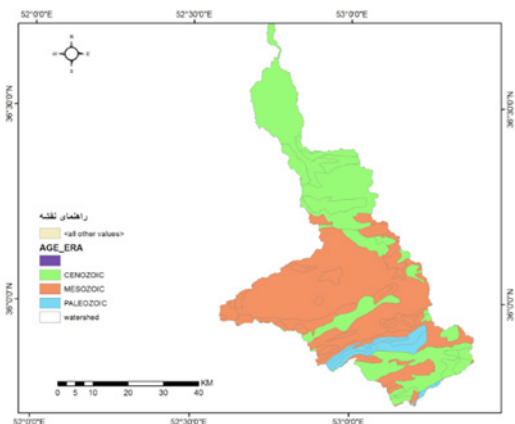 52°0'0"E 52°30'0"E 53°0'0"E
N
E
S
36°30'0"N 36°30'0"N
راهنمای نقشه
<all other values>
AGE_ERA
CENOZOIC
MESOZOIC
PALEOZOIC
watershed
36°0'0"N 36°0'0"N
0 5 10 20 30 40
KM
52°0'0"E 52°30'0"E 53°0'0"E